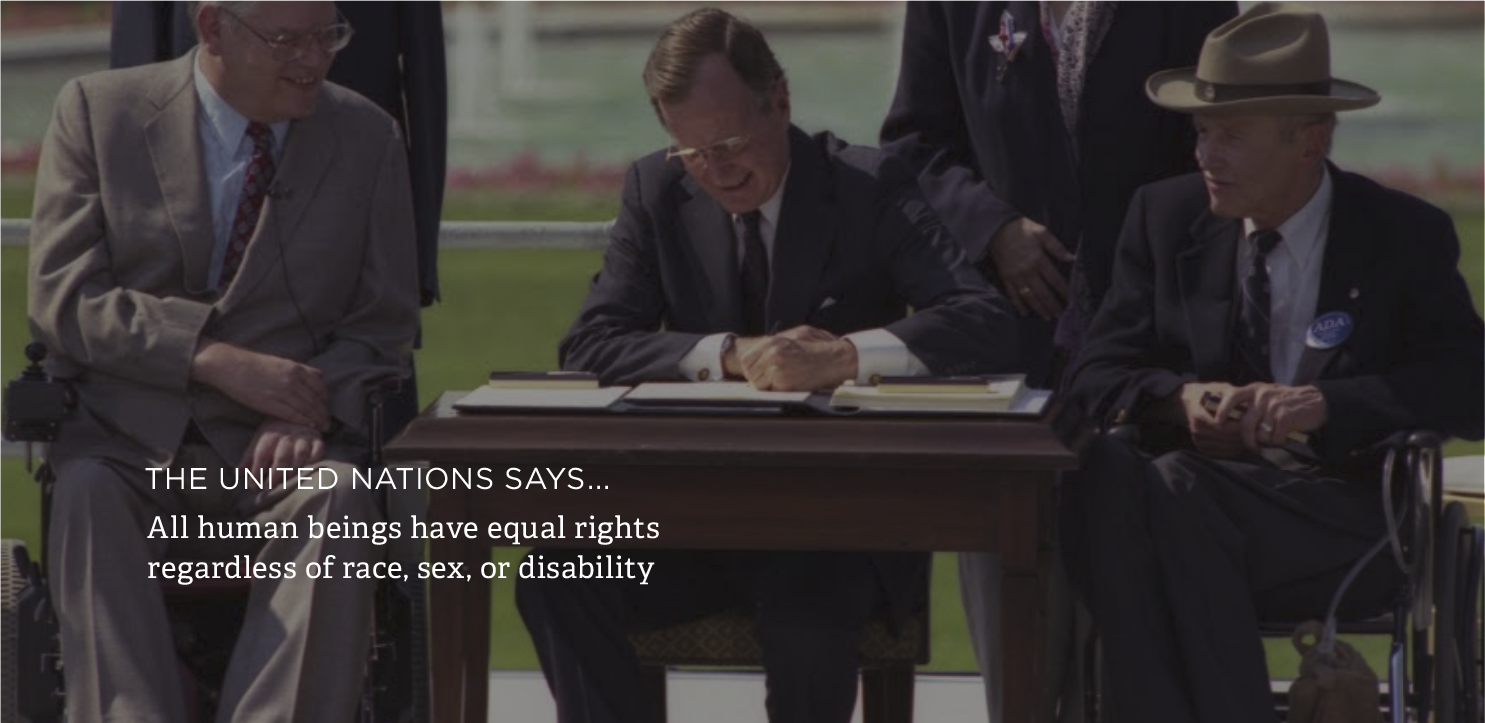 THE UNITED NATIONS SAYS...
All human beings have equal rights
regardless of race, sex, or disability
ADA